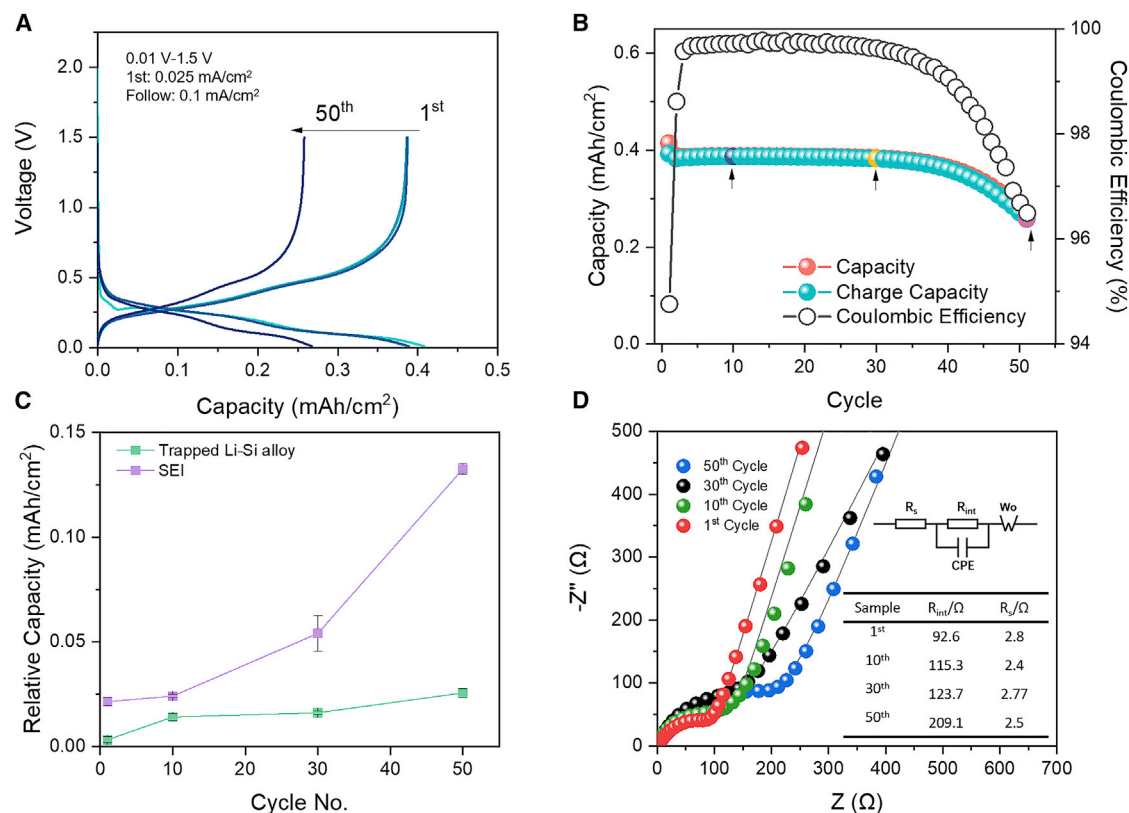 A
0.01 V-1.5 V
1st: 0.025 mA/cm²
Follow: 0.1 mA/cm²
50th
1st
Voltage (V)
2.0
1.5
1.0
0.5
0.0
0.0 0.1 0.2 0.3 0.4 0.5
Capacity (mAh/cm²)
B
Capacity (mAh/cm²)
0.6
0.4
0.2
0.0
100
98
96
94
Coulombic Efficiency (%)
Capacity
Charge Capacity
Coulombic Efficiency
0 10 20 30 40 50
Cycle
C
Relative Capacity (mAh/cm²)
0.15
0.10
0.05
0.00
Trapped Li-Si alloy
SEI
0 10 20 30 40 50
Cycle No.
D
-Z" (Ω)
500
400
300
200
100
0
50th Cycle
30th Cycle
10th Cycle
1st Cycle
Rs Rint Wo
CPE
Sample Rint/Ω Rs/Ω
1st 92.6 2.8
10th 115.3 2.4
30th 123.7 2.77
50th 209.1 2.5
0 100 200 300 400 500 600 700
Z (Ω)